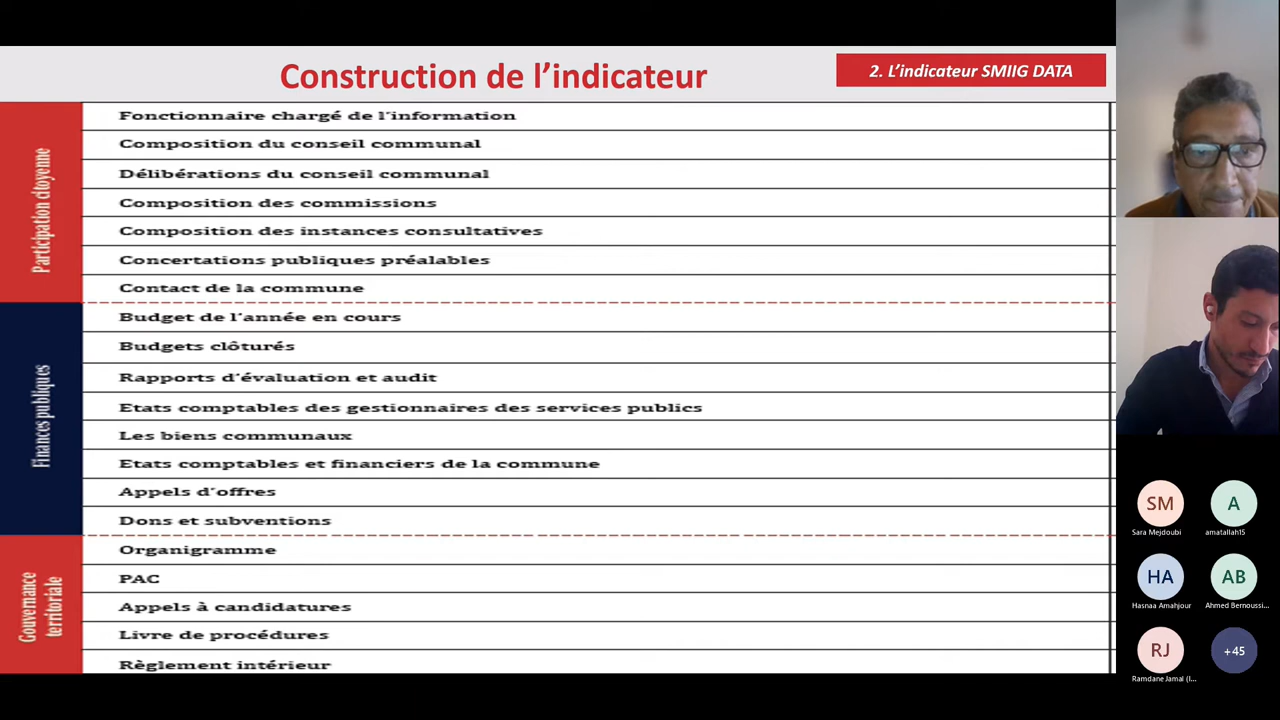 Construction de l’indicateur
2. L’indicateur SMIIG DATA
Participation citoyenne
Fonctionnaire chargé de l’information
Composition du conseil communal
Délibérations du conseil communal
Composition des commissions
Composition des instances consultatives
Concertations publiques préalables
Contact de la commune
Finances publiques
Budget de l’année en cours
Budgets clôturés
Rapports d’évaluation et audit
Etats comptables des gestionnaires des services publics
Les biens communaux
Etats comptables et financiers de la commune
Appels d’offres
Dons et subventions
Gouvernance
territoriale
Organigramme
PAC
Appels à candidatures
Livre de procédures
Règlement intérieur
SM
Sara Mejdoubi
A
amatallah15
HA
Hasnaa Amahjour
AB
Ahmed Bernoussi...
RJ
Ramdane Jamal (I...
+45